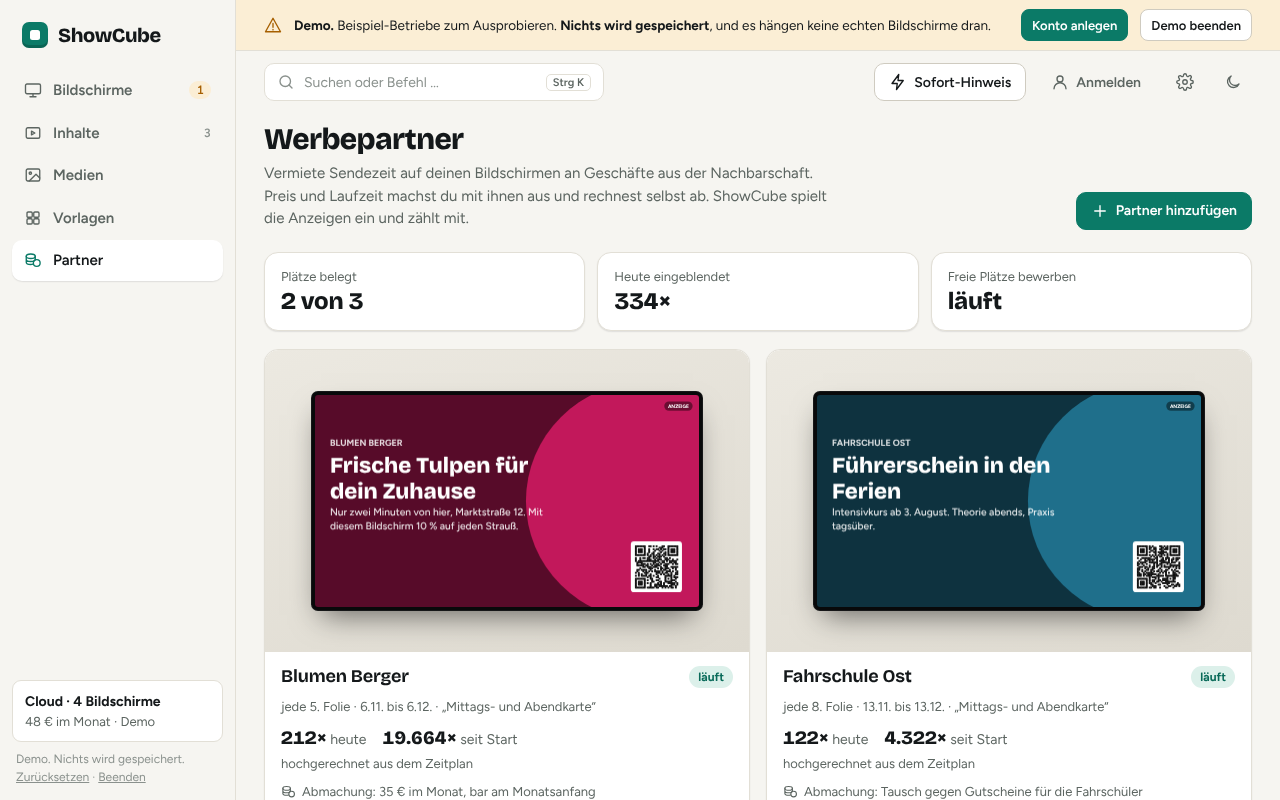 ShowCube
Bildschirme 1
Inhalte 3
Medien
Vorlagen
Partner
Cloud · 4 Bildschirme
48 € im Monat · Demo
Demo. Nichts wird gespeichert.
Zurücksetzen · Beenden
Demo. Beispiel-Betriebe zum Ausprobieren. Nichts wird gespeichert, und es hängen keine echten Bildschirme dran.
Konto anlegen
Demo beenden
Suchen oder Befehl ...
Strg K
Sofort-Hinweis
Anmelden
Werbepartner
Vermiete Sendezeit auf deinen Bildschirmen an Geschäfte aus der Nachbarschaft.
Preis und Laufzeit machst du mit ihnen aus und rechnest selbst ab. ShowCube spielt
die Anzeigen ein und zählt mit.
Partner hinzufügen
Plätze belegt
2 von 3
Heute eingeblendet
334×
Freie Plätze bewerben
läuft
ANZEIGE
BLUMEN BERGER
Frische Tulpen für
dein Zuhause
Nur zwei Minuten von hier, Marktstraße 12. Mit
diesem Bildschirm 10 % auf jeden Strauß.
Blumen Berger
läuft
jede 5. Folie · 6.11. bis 6.12. · „Mittags- und Abendkarte“
212× heute 19.664× seit Start
hochgerechnet aus dem Zeitplan
Abmachung: 35 € im Monat, bar am Monatsanfang
ANZEIGE
FAHRSCHULE OST
Führerschein in den
Ferien
Intensivkurs ab 3. August. Theorie abends, Praxis
tagsüber.
Fahrschule Ost
läuft
jede 8. Folie · 13.11. bis 13.12. · „Mittags- und Abendkarte“
122× heute 4.322× seit Start
hochgerechnet aus dem Zeitplan
Abmachung: Tausch gegen Gutscheine für die Fahrschüler